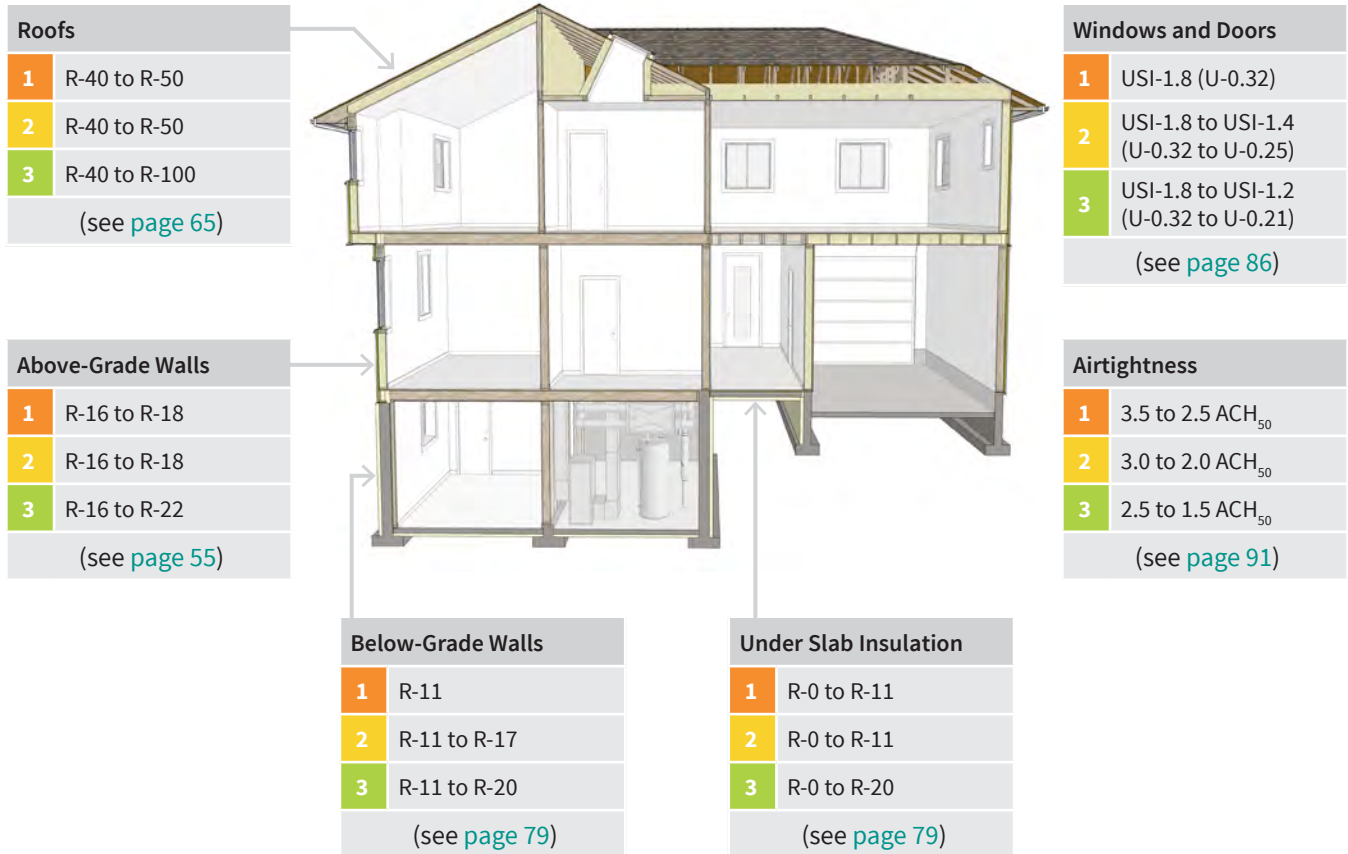 Roofs
1 R-40 to R-50
2 R-40 to R-50
3 R-40 to R-100
(see page 65)
Above-Grade Walls
1 R-16 to R-18
2 R-16 to R-18
3 R-16 to R-22
(see page 55)
Below-Grade Walls
1 R-11
2 R-11 to R-17
3 R-11 to R-20
(see page 79)
Under Slab Insulation
1 R-0 to R-11
2 R-0 to R-11
3 R-0 to R-20
(see page 79)
Windows and Doors
1 USI-1.8 (U-0.32)
2 USI-1.8 to USI-1.4
(U-0.32 to U-0.25)
3 USI-1.8 to USI-1.2
(U-0.32 to U-0.21)
(see page 86)
Airtightness
1 3.5 to 2.5 ACH₅₀
2 3.0 to 2.0 ACH₅₀
3 2.5 to 1.5 ACH₅₀
(see page 91)